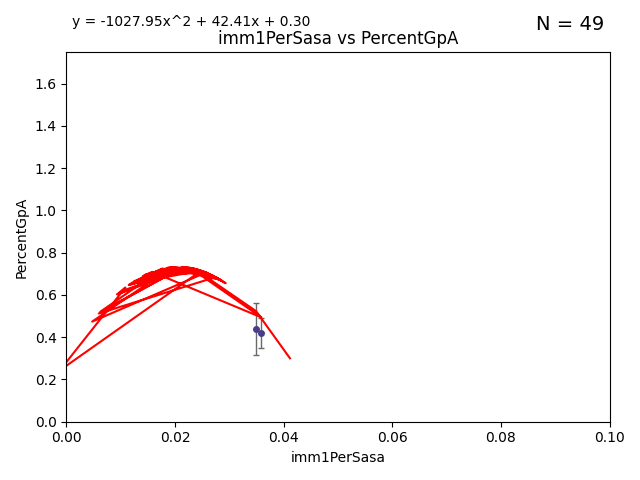 y = -1027.95x^2 + 42.41x + 0.30
N = 49
imm1PerSasa vs PercentGpA
PercentGpA
1.6
1.4
1.2
1.0
0.8
0.6
0.4
0.2
0.0
0.00 0.02 0.04 0.06 0.08 0.10
imm1PerSasa